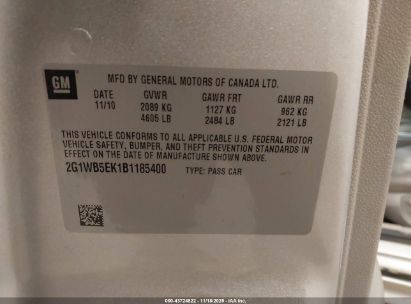 GM
MFD BY GENERAL MOTORS OF CANADA LTD.
DATE GVWR GAWR FRT GAWR RR
11/10 2089 KG 1127 KG 962 KG
4605 LB 2484 LB 2121 LB
THIS VEHICLE CONFORMS TO ALL APPLICABLE U.S. FEDERAL MOTOR
VEHICLE SAFETY, BUMPER, AND THEFT PREVENTION STANDARDS IN
EFFECT ON THE DATE OF MANUFACTURE SHOWN ABOVE.
2G1WB5EK1B1185400 TYPE: PASS CAR